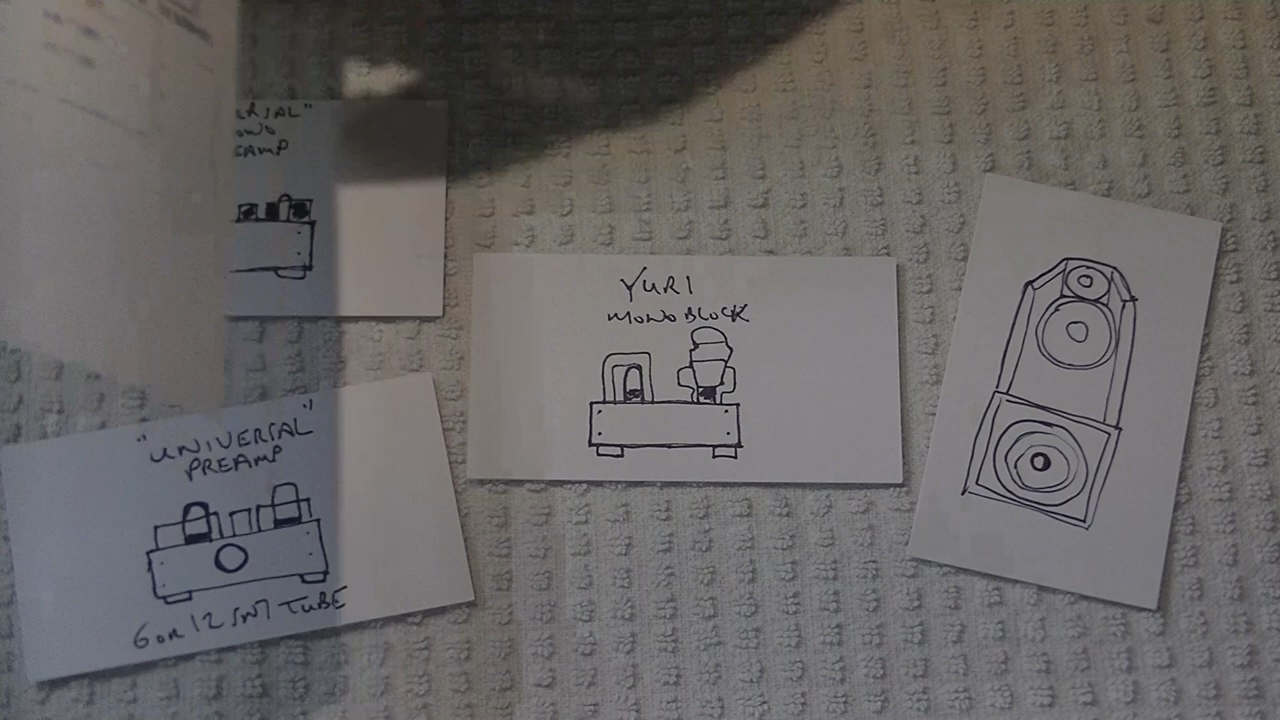 "UNIVERSAL"
PREAMP
6 OR 12 SN7 TUBE
YURI
MONO BLOCK